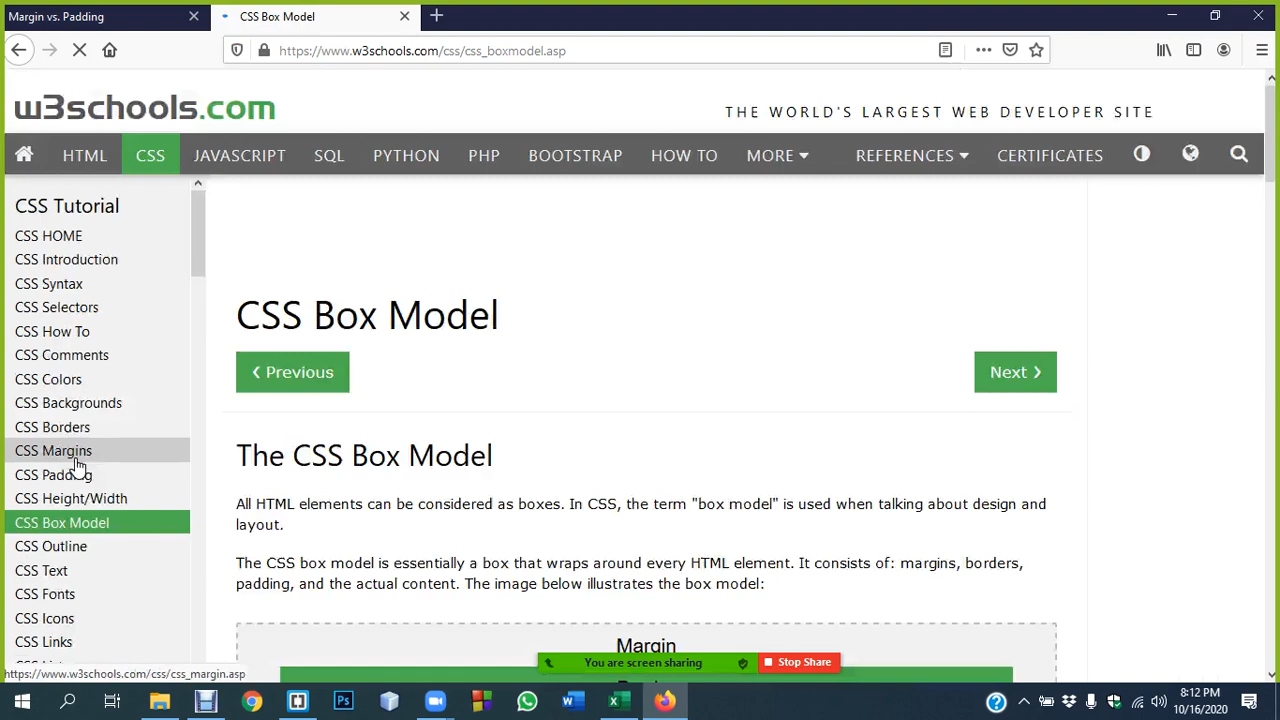 Margin vs. Padding
CSS Box Model
https://www.w3schools.com/css/css_boxmodel.asp
w3schools.com
THE WORLD'S LARGEST WEB DEVELOPER SITE
HTML CSS JAVASCRIPT SQL PYTHON PHP BOOTSTRAP HOW TO MORE REFERENCES CERTIFICATES
CSS Tutorial
CSS HOME
CSS Introduction
CSS Syntax
CSS Selectors
CSS How To
CSS Comments
CSS Colors
CSS Backgrounds
CSS Borders
CSS Margins
CSS Padding
CSS Height/Width
CSS Box Model
CSS Outline
CSS Text
CSS Fonts
CSS Icons
CSS Links
CSS Box Model
❮ Previous
Next ❯
The CSS Box Model
All HTML elements can be considered as boxes. In CSS, the term "box model" is used when talking about design and
layout.
The CSS box model is essentially a box that wraps around every HTML element. It consists of: margins, borders,
padding, and the actual content. The image below illustrates the box model:
Margin
You are screen sharing
Stop Share
https://www.w3schools.com/css/css_margin.asp
8:12 PM
10/16/2020